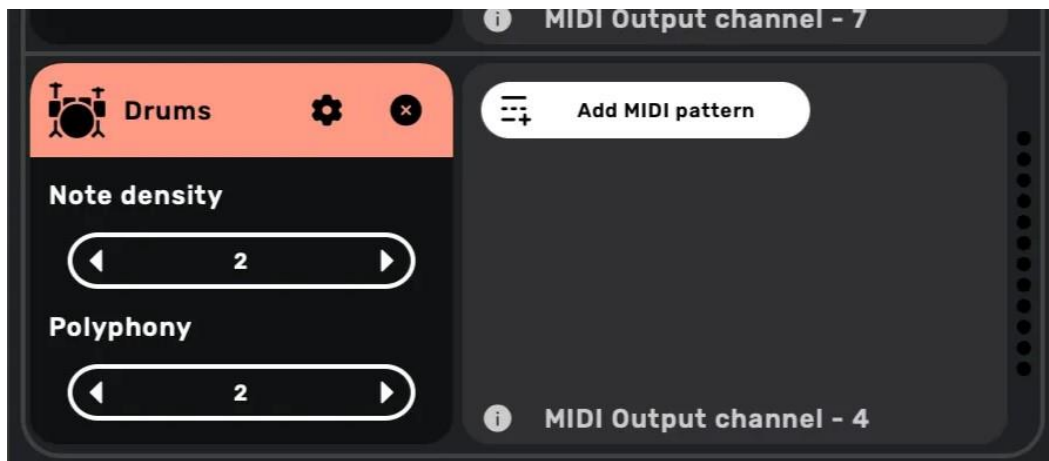 MIDI Output channel - 7
Drums
Add MIDI pattern
Note density
2
Polyphony
2
MIDI Output channel - 4